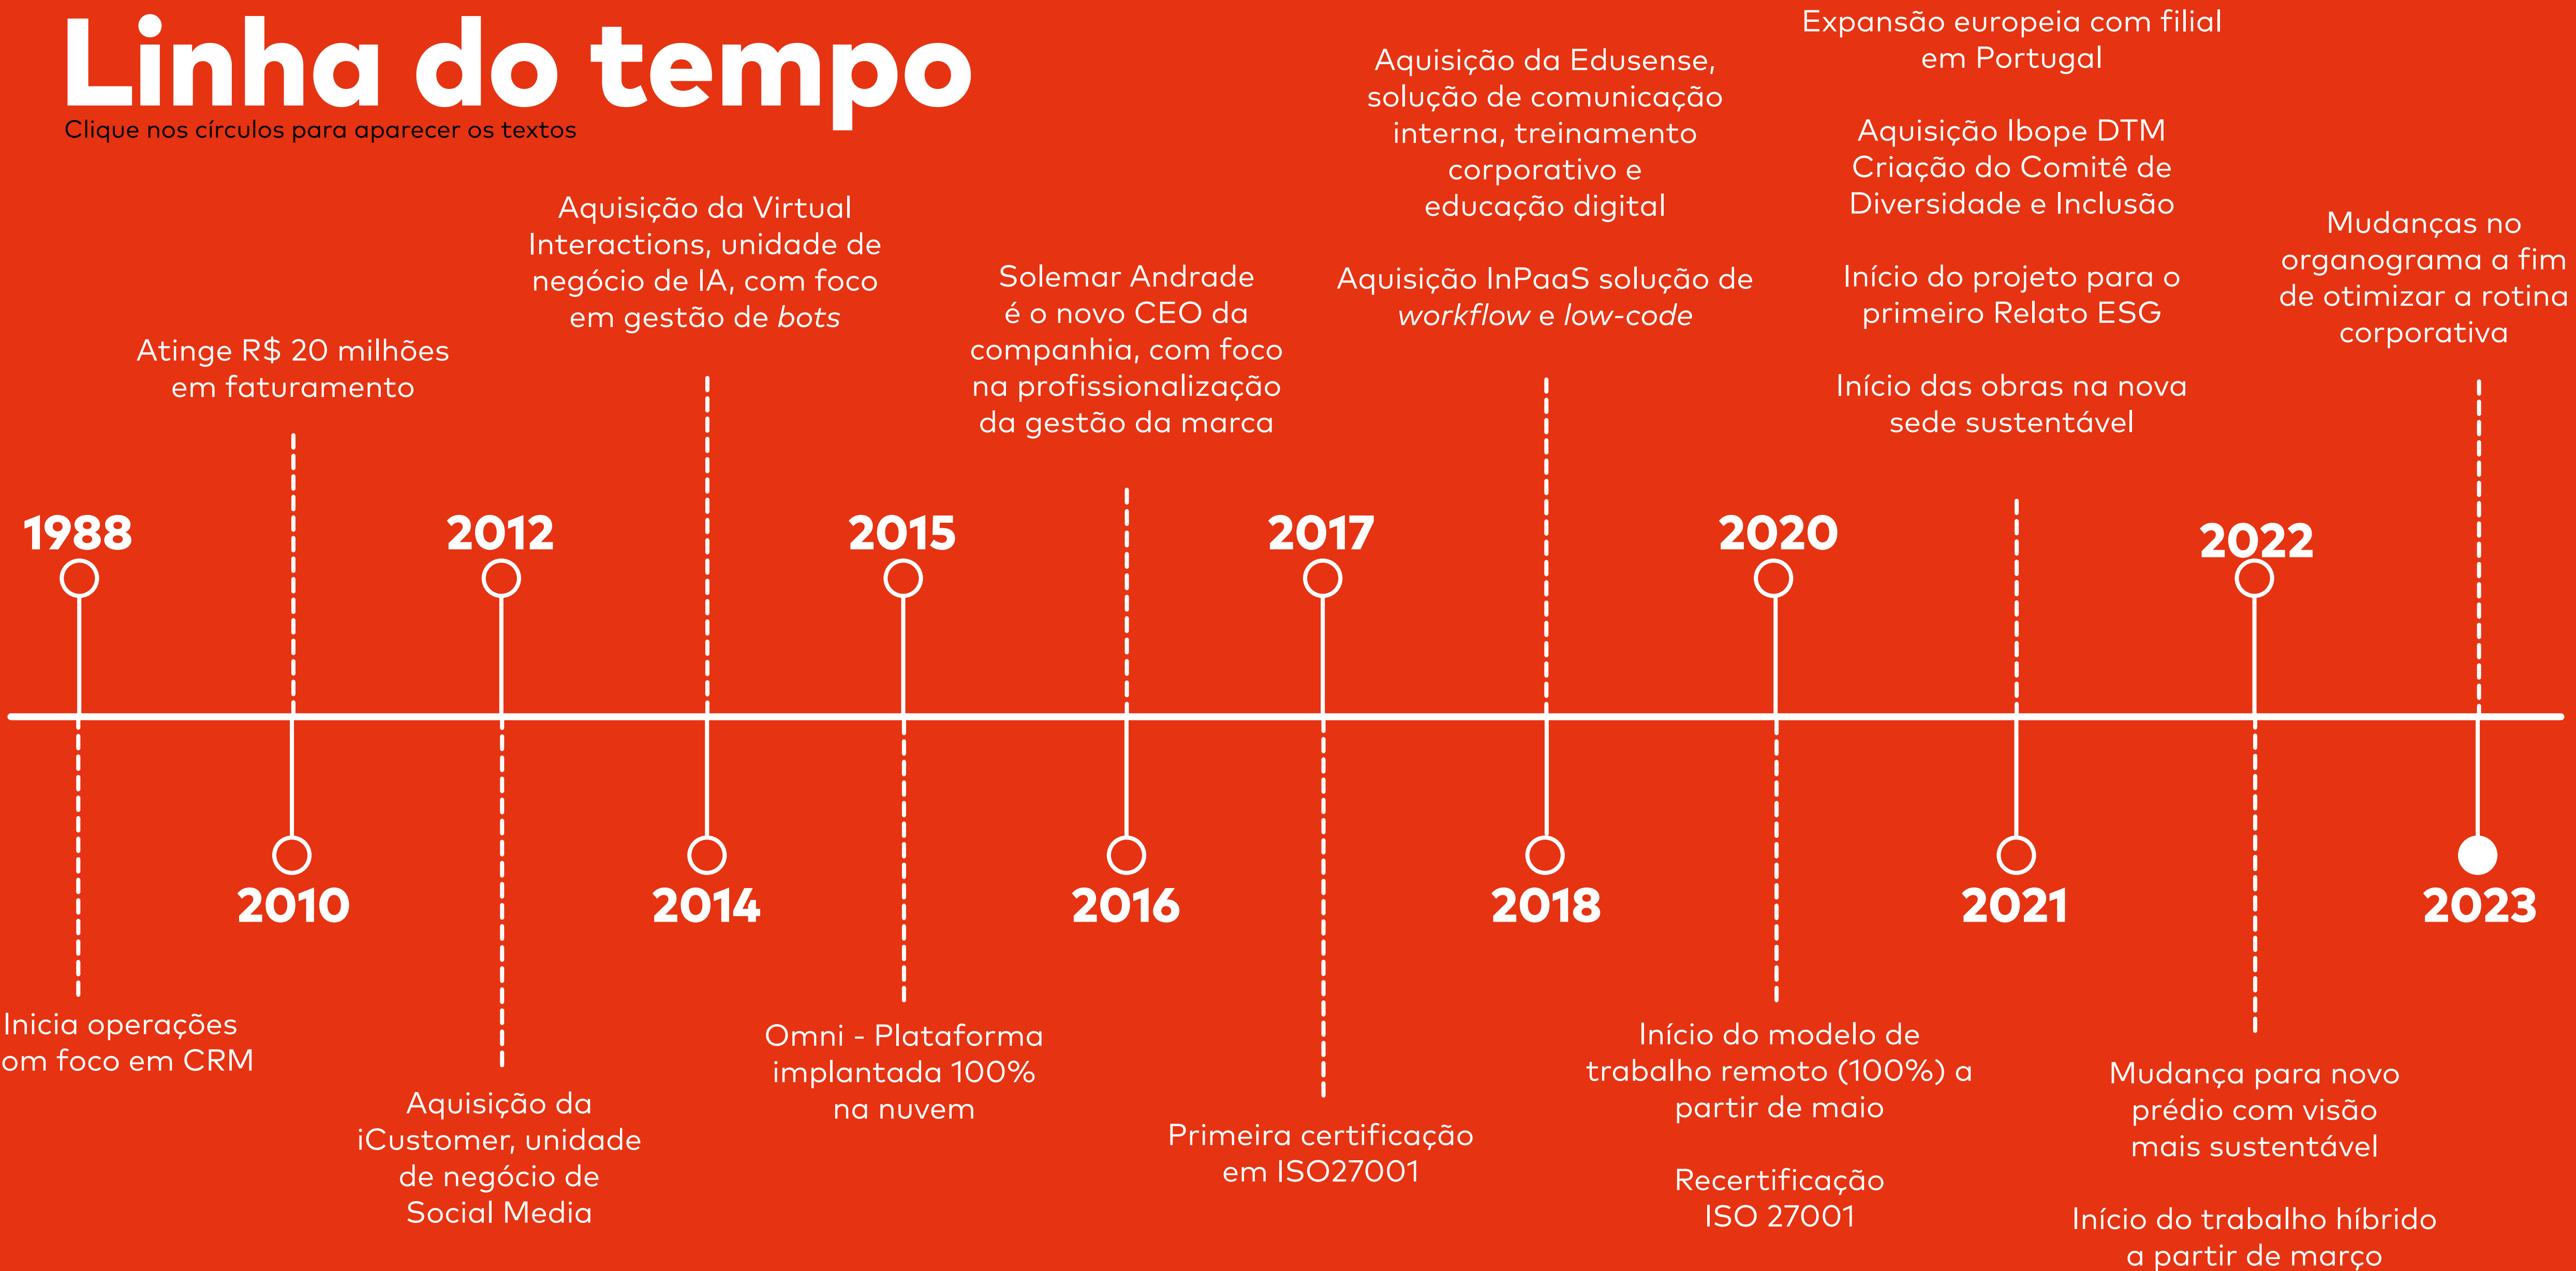 Linha do tempo
Clique nos círculos para aparecer os textos
1988
Inicia operações
om foco em CRM
Atinge R$ 20 milhões
em faturamento
2010
2012
Aquisição da
iCustomer, unidade
de negócio de
Social Media
Aquisição da Virtual
Interactions, unidade de
negócio de IA, com foco
em gestão de bots
2014
2015
Omni - Plataforma
implantada 100%
na nuvem
Solemar Andrade
é o novo CEO da
companhia, com foco
na profissionalização
da gestão da marca
2016
2017
Primeira certificação
em ISO27001
Aquisição da Edusense,
solução de comunicação
interna, treinamento
corporativo e
educação digital
Aquisição InPaaS solução de
workflow e low-code
2018
2020
Início do modelo de
trabalho remoto (100%) a
partir de maio
Recertificação
ISO 27001
Expansão europeia com filial
em Portugal
Aquisição Ibope DTM
Criação do Comitê de
Diversidade e Inclusão
Início do projeto para o
primeiro Relato ESG
Início das obras na nova
sede sustentável
2021
2022
Mudança para novo
prédio com visão
mais sustentável
Início do trabalho híbrido
a partir de março
Mudanças no
organograma a fim
de otimizar a rotina
corporativa
2023